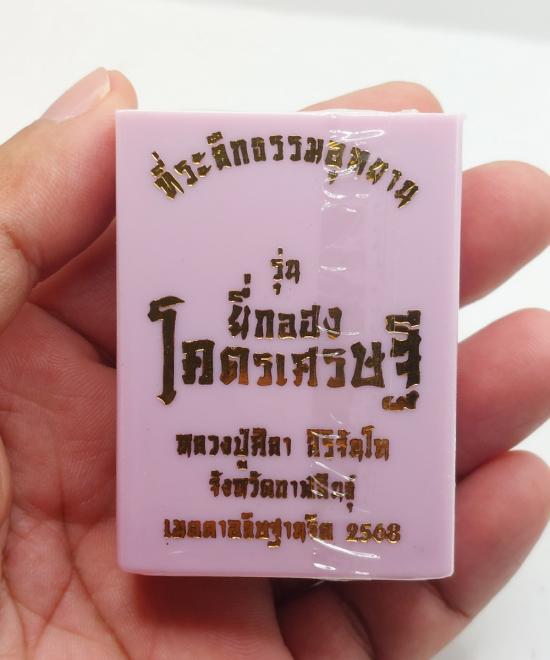 ที่ระลึกธรรมอุทยาน
รุ่น
ยี่กอฮง
โคตรเศรษฐี
หลวงปู่ศิลา สิริจันโท
จังหวัดกาฬสินธุ์
เมตตาอธิษฐานจิต 2568